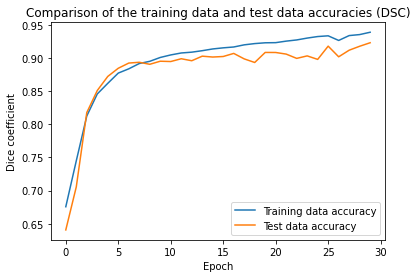 Comparison of the training data and test data accuracies (DSC)
0.95
0.90
0.85
0.80
0.75
0.70
0.65
Dice coefficient
0 5 10 15 20 25 30
Epoch
Training data accuracy
Test data accuracy